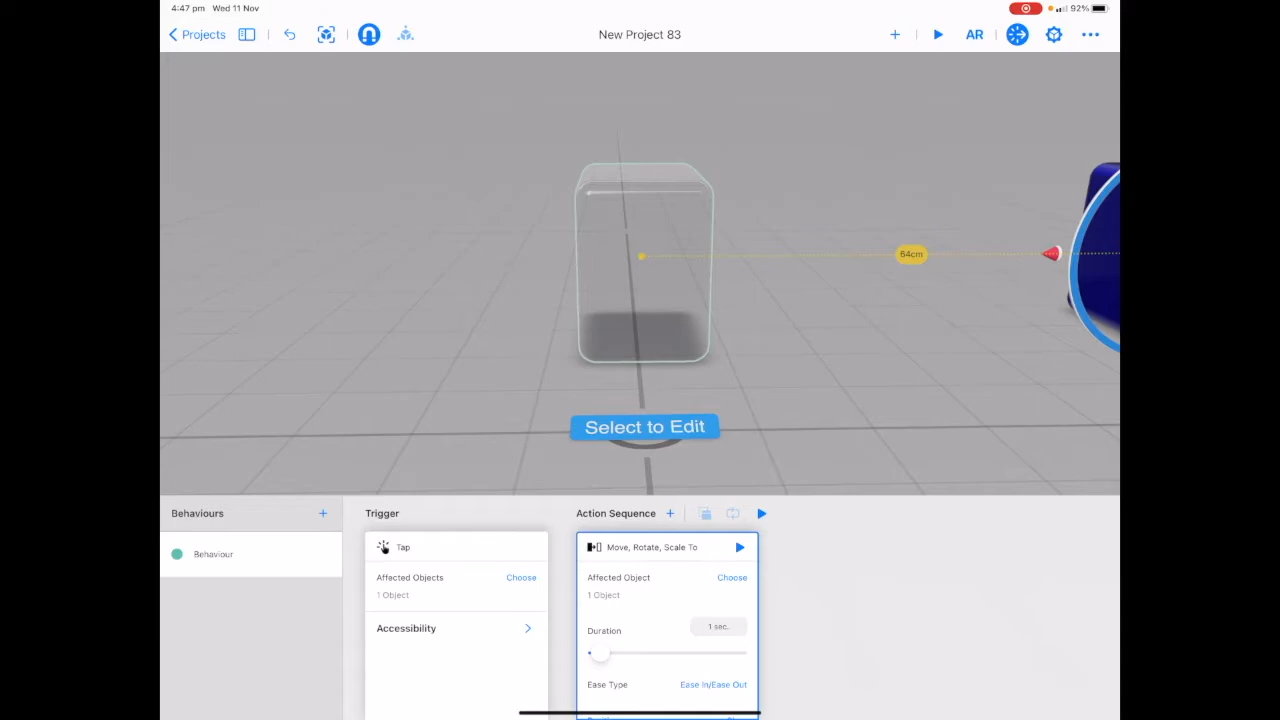 4:47 pm Wed 11 Nov 92%
Projects New Project 83 AR
64cm
Select to Edit
Behaviours Trigger Action Sequence
Behaviour
Tap
Affected Objects Choose
1 Object
Accessibility
Move, Rotate, Scale To
Affected Object Choose
1 Object
Duration 1 sec.
Ease Type Ease In/Ease Out